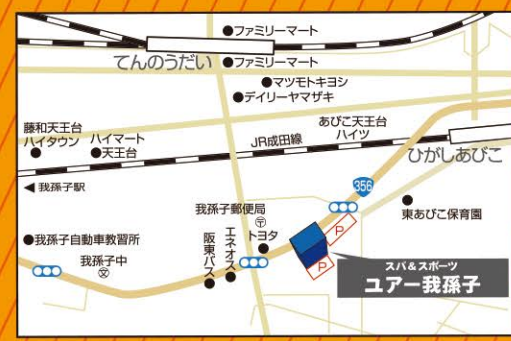 ファミリーマート
てんのうだい
ファミリーマート
マツモトキヨシ
デイリーヤマザキ
藤和天王台
ハイタウン
ハイマート
天王台
JR成田線
あびこ天王台
ハイツ
ひがしあびこ
我孫子駅
356
我孫子郵便局
〒
トヨタ
東あびこ保育園
我孫子自動車教習所
我孫子中
文
阪東バス
エネオス
P
P
スパ&スポーツ
ユアー我孫子